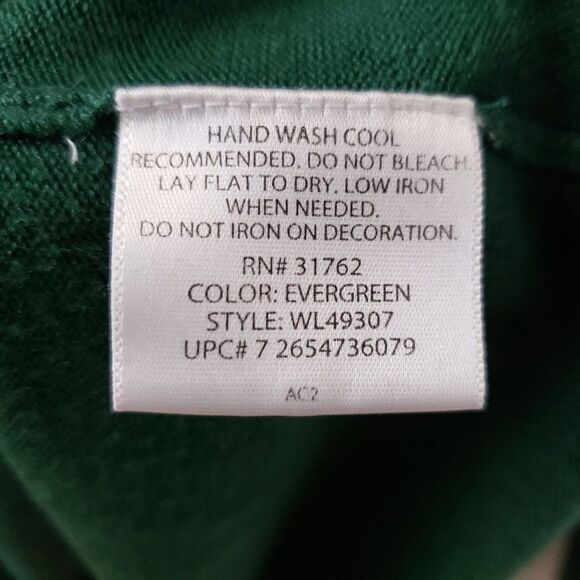 HAND WASH COOL
RECOMMENDED. DO NOT BLEACH.
LAY FLAT TO DRY. LOW IRON
WHEN NEEDED.
DO NOT IRON ON DECORATION.
RN# 31762
COLOR: EVERGREEN
STYLE: WL49307
UPC# 7 2654736079
AC2